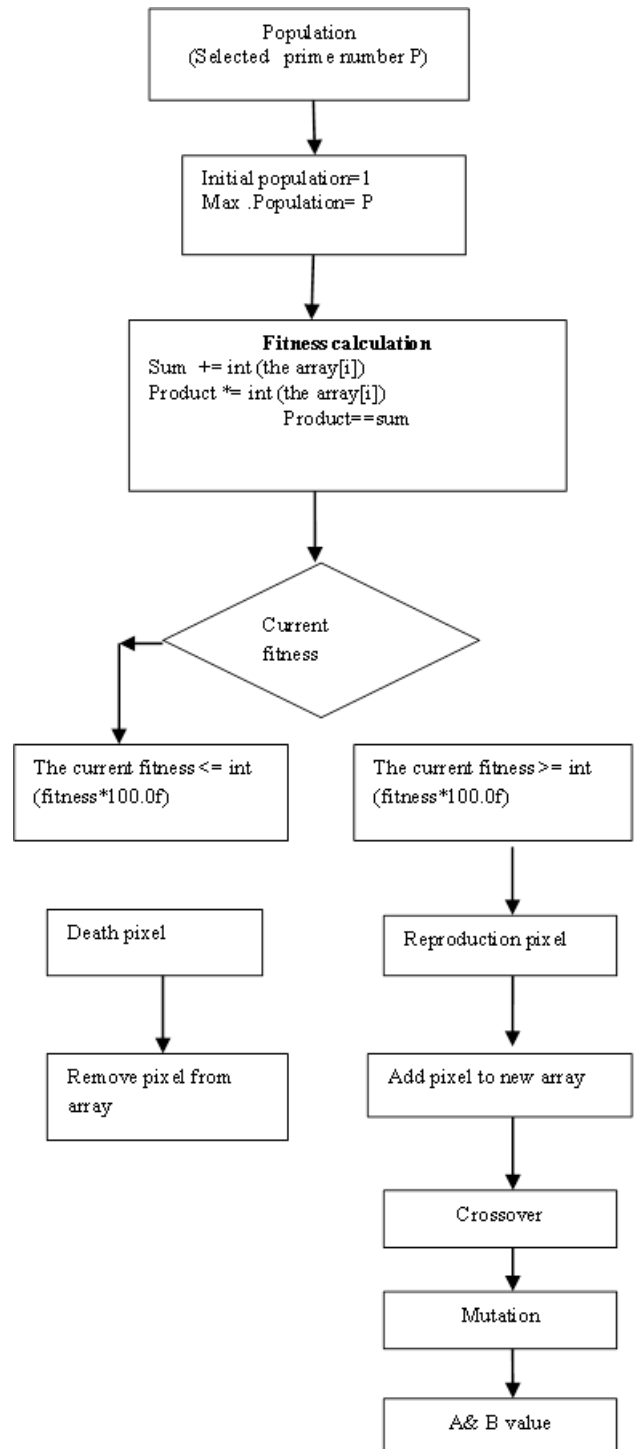 Population
(Selected prime number P)
Initial population=1
Max .Population= P
Fitness calculation
Sum += int (the array[i])
Product *= int (the array[i])
Product==sum
Current
fitness
The current fitness <= int
(fitness*100.0f)
The current fitness >= int
(fitness*100.0f)
Death pixel
Reproduction pixel
Remove pixel from
array
Add pixel to new array
Crossover
Mutation
A& B value